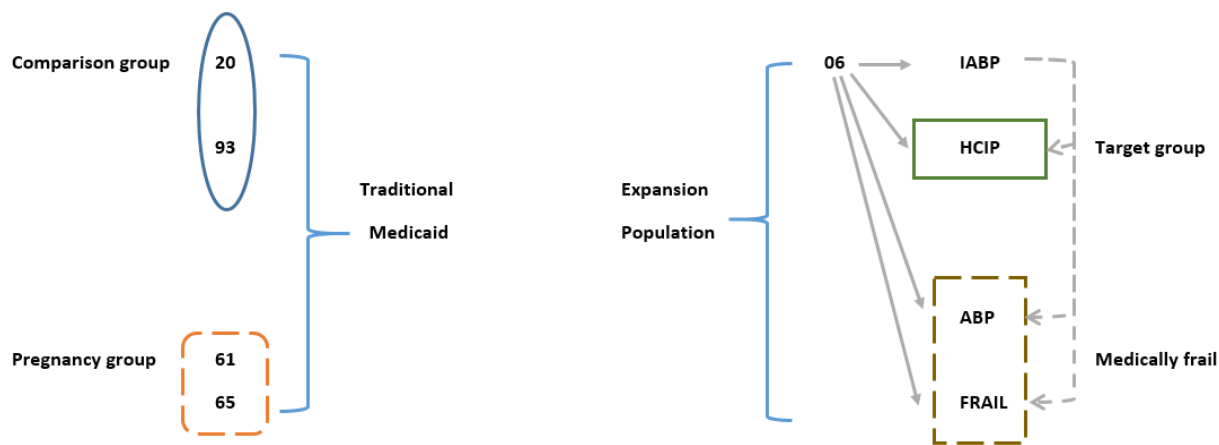 Comparison group 20 06 IABP
93 HCIP Target group
Traditional Expansion
Medicaid Population
ABP
Pregnancy group 61 Medically frail
65 FRAIL